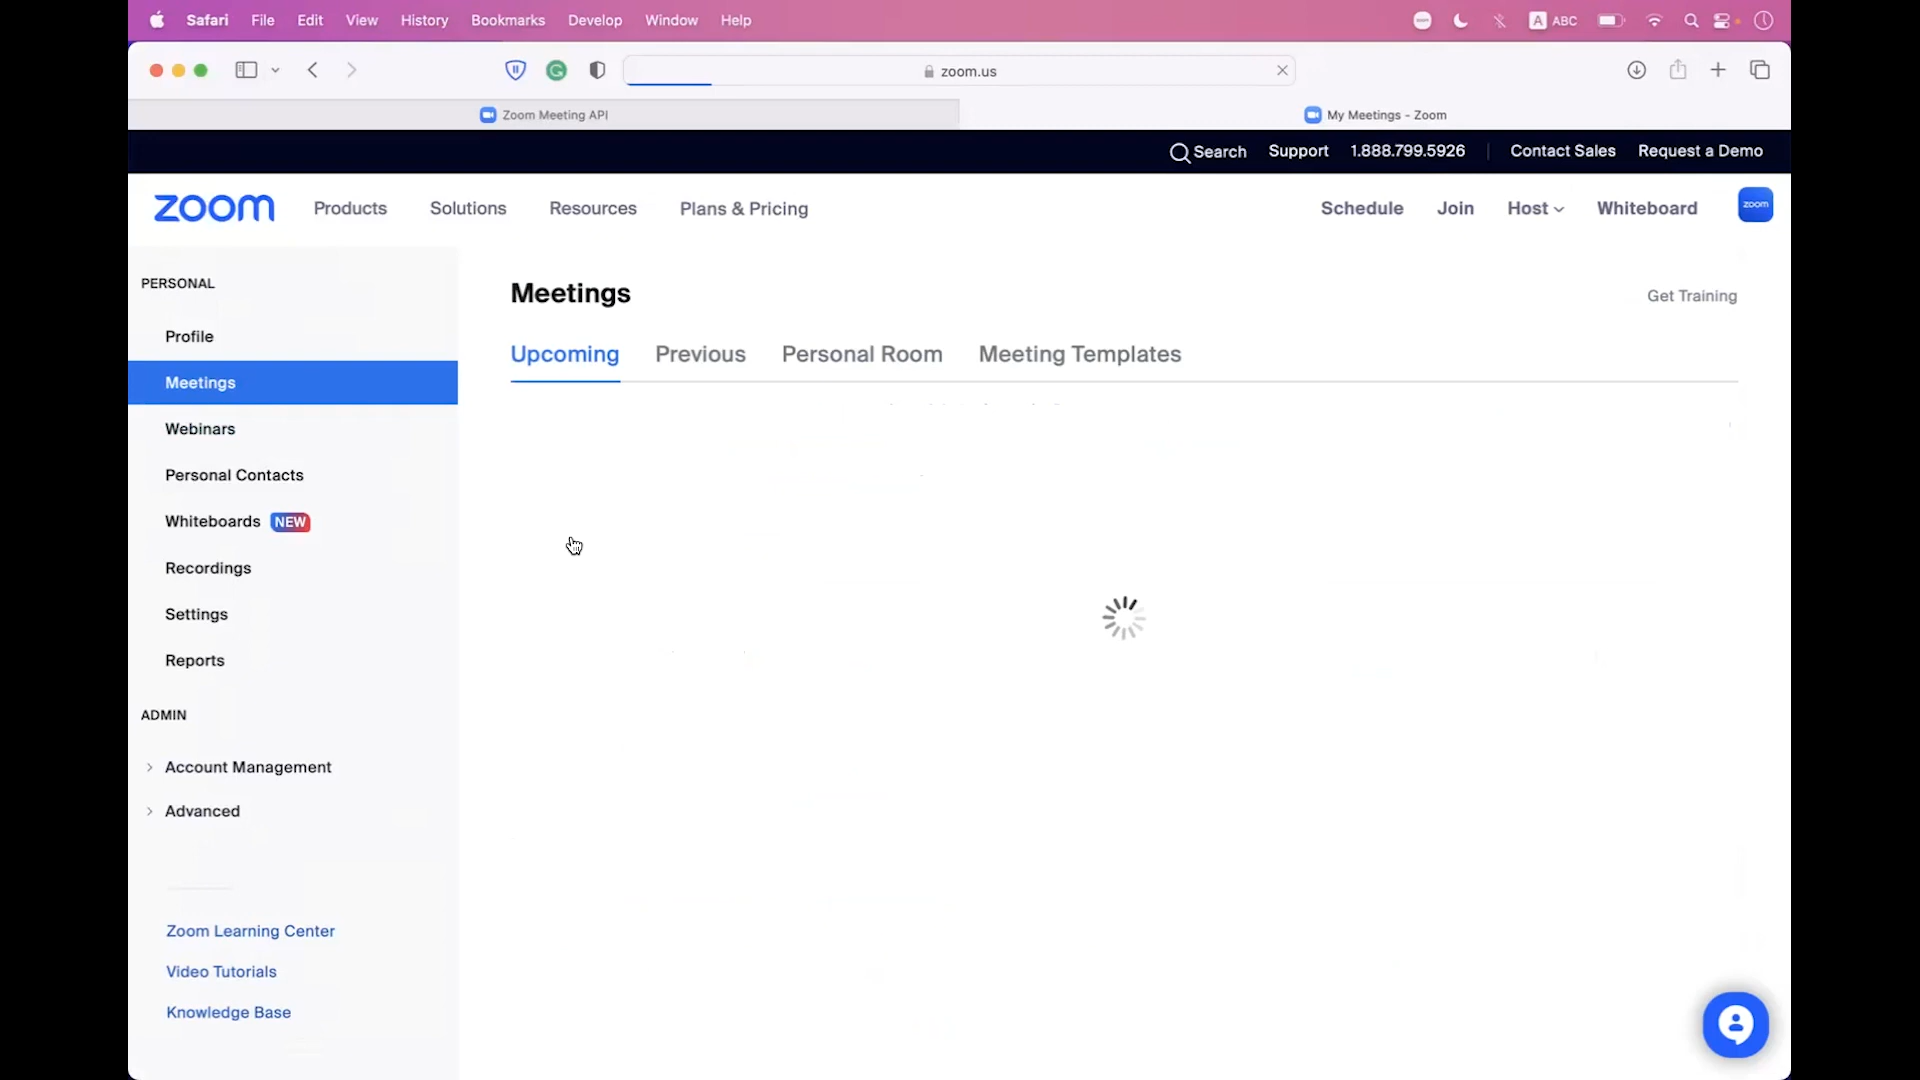 Safari File Edit View History Bookmarks Develop Window Help A ABC
zoom.us
Zoom Meeting API
My Meetings - Zoom
Search Support 1.888.799.5926 Contact Sales Request a Demo
zoom Products Solutions Resources Plans & Pricing Schedule Join Host Whiteboard zoom
PERSONAL
Profile
Meetings
Webinars
Personal Contacts
Whiteboards NEW
Recordings
Settings
Reports
ADMIN
Account Management
Advanced
Zoom Learning Center
Video Tutorials
Knowledge Base
Meetings
Get Training
Upcoming Previous Personal Room Meeting Templates